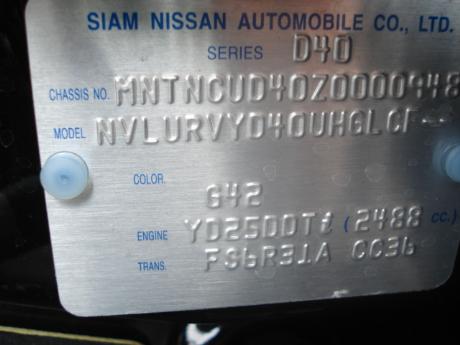 SIAM NISSAN AUTOMOBILE CO., LTD.
SERIES D40
CHASSIS NO. MNTNCUD40Z0000948
MODEL NVLURVYD40UHGLCF--
COLOR. G42
ENGINE YD25DDTi (2488 cc.)
TRANS. FS6R31A CC36